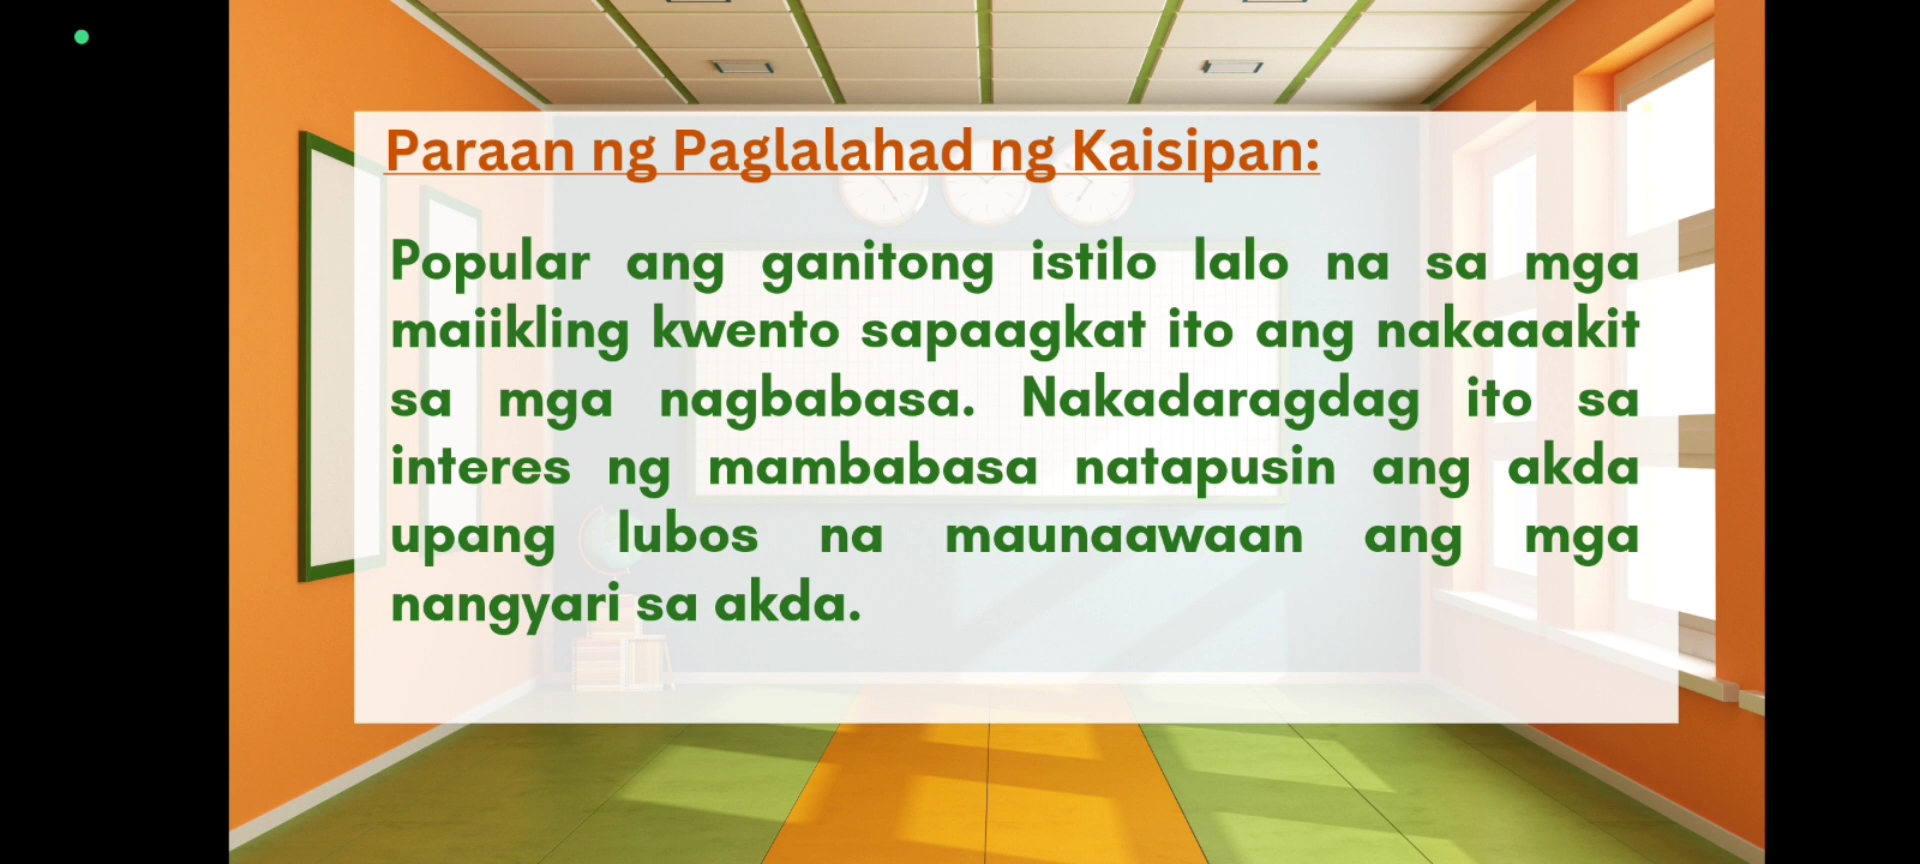 Paraan ng Paglalahad ng Kaisipan:
Popular ang ganitong istilo lalo na sa mga
maiikling kwento sapaagkat ito ang nakaaakit
sa mga nagbabasa. Nakadaragdag ito sa
interes ng mambabasa natapusin ang akda
upang lubos na maunaawaan ang mga
nangyari sa akda.